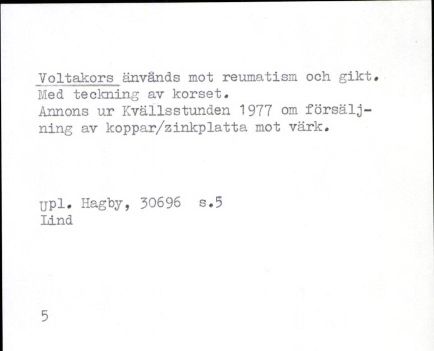 Voltakors änvänds mot reumatism och gikt.
Med teckning av korset.
Annons ur Kvällsstunden 1977 om försälj-
ning av koppar/zinkplatta mot värk.
Upl. Hagby, 30696 s.5
Lind
5